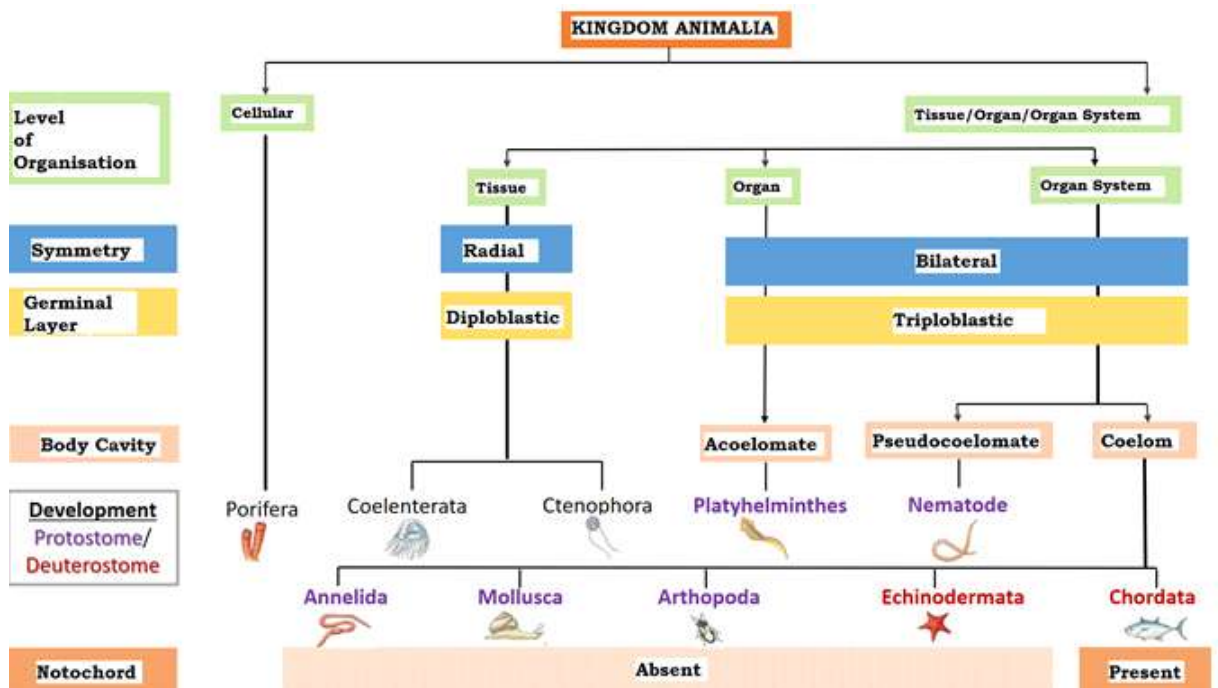 KINGDOM ANIMALIA
Level
of
Organisation
Cellular
Tissue/Organ/Organ System
Tissue
Organ
Organ System
Symmetry
Radial
Bilateral
Germinal
Layer
Diploblastic
Triploblastic
Body Cavity
Acoelomate
Pseudocoelomate
Coelom
Development
Protostome/
Deuterostome
Porifera
Coelenterata
Ctenophora
Platyhelminthes
Nematode
Annelida
Mollusca
Arthopoda
Echinodermata
Chordata
Notochord
Absent
Present